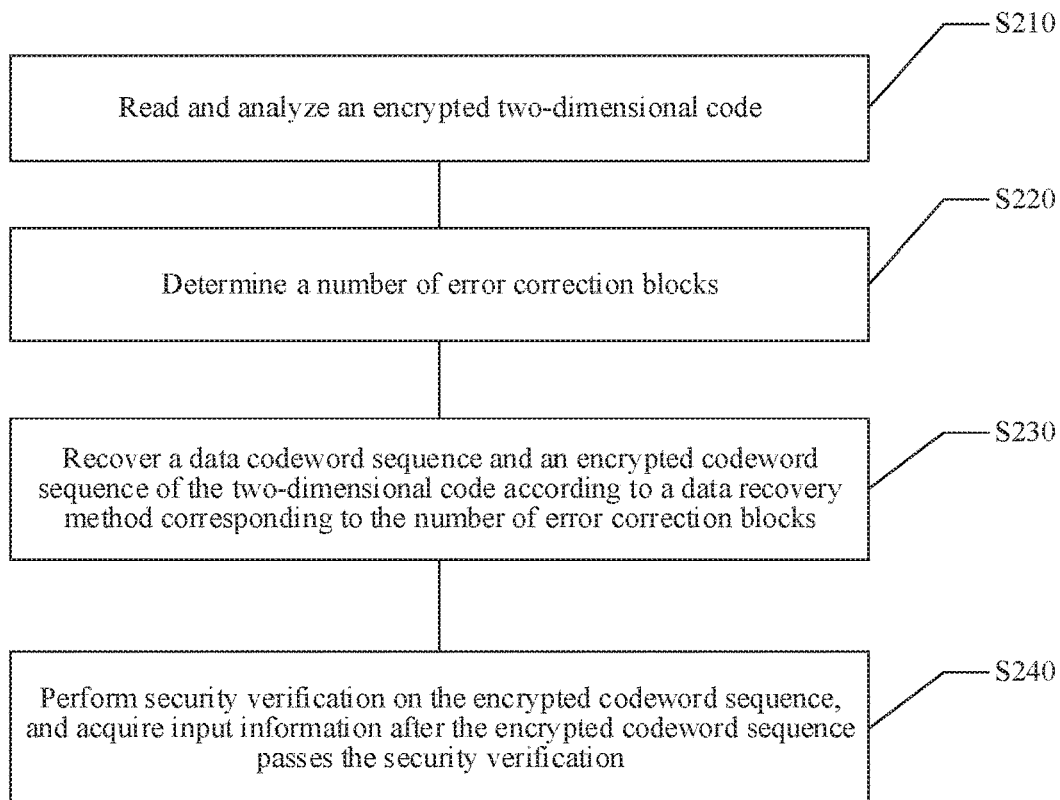 S210
Read and analyze an encrypted two-dimensional code
S220
Determine a number of error correction blocks
S230
Recover a data codeword sequence and an encrypted codeword
sequence of the two-dimensional code according to a data recovery
method corresponding to the number of error correction blocks
S240
Perform security verification on the encrypted codeword sequence,
and acquire input information after the encrypted codeword sequence
passes the security verification